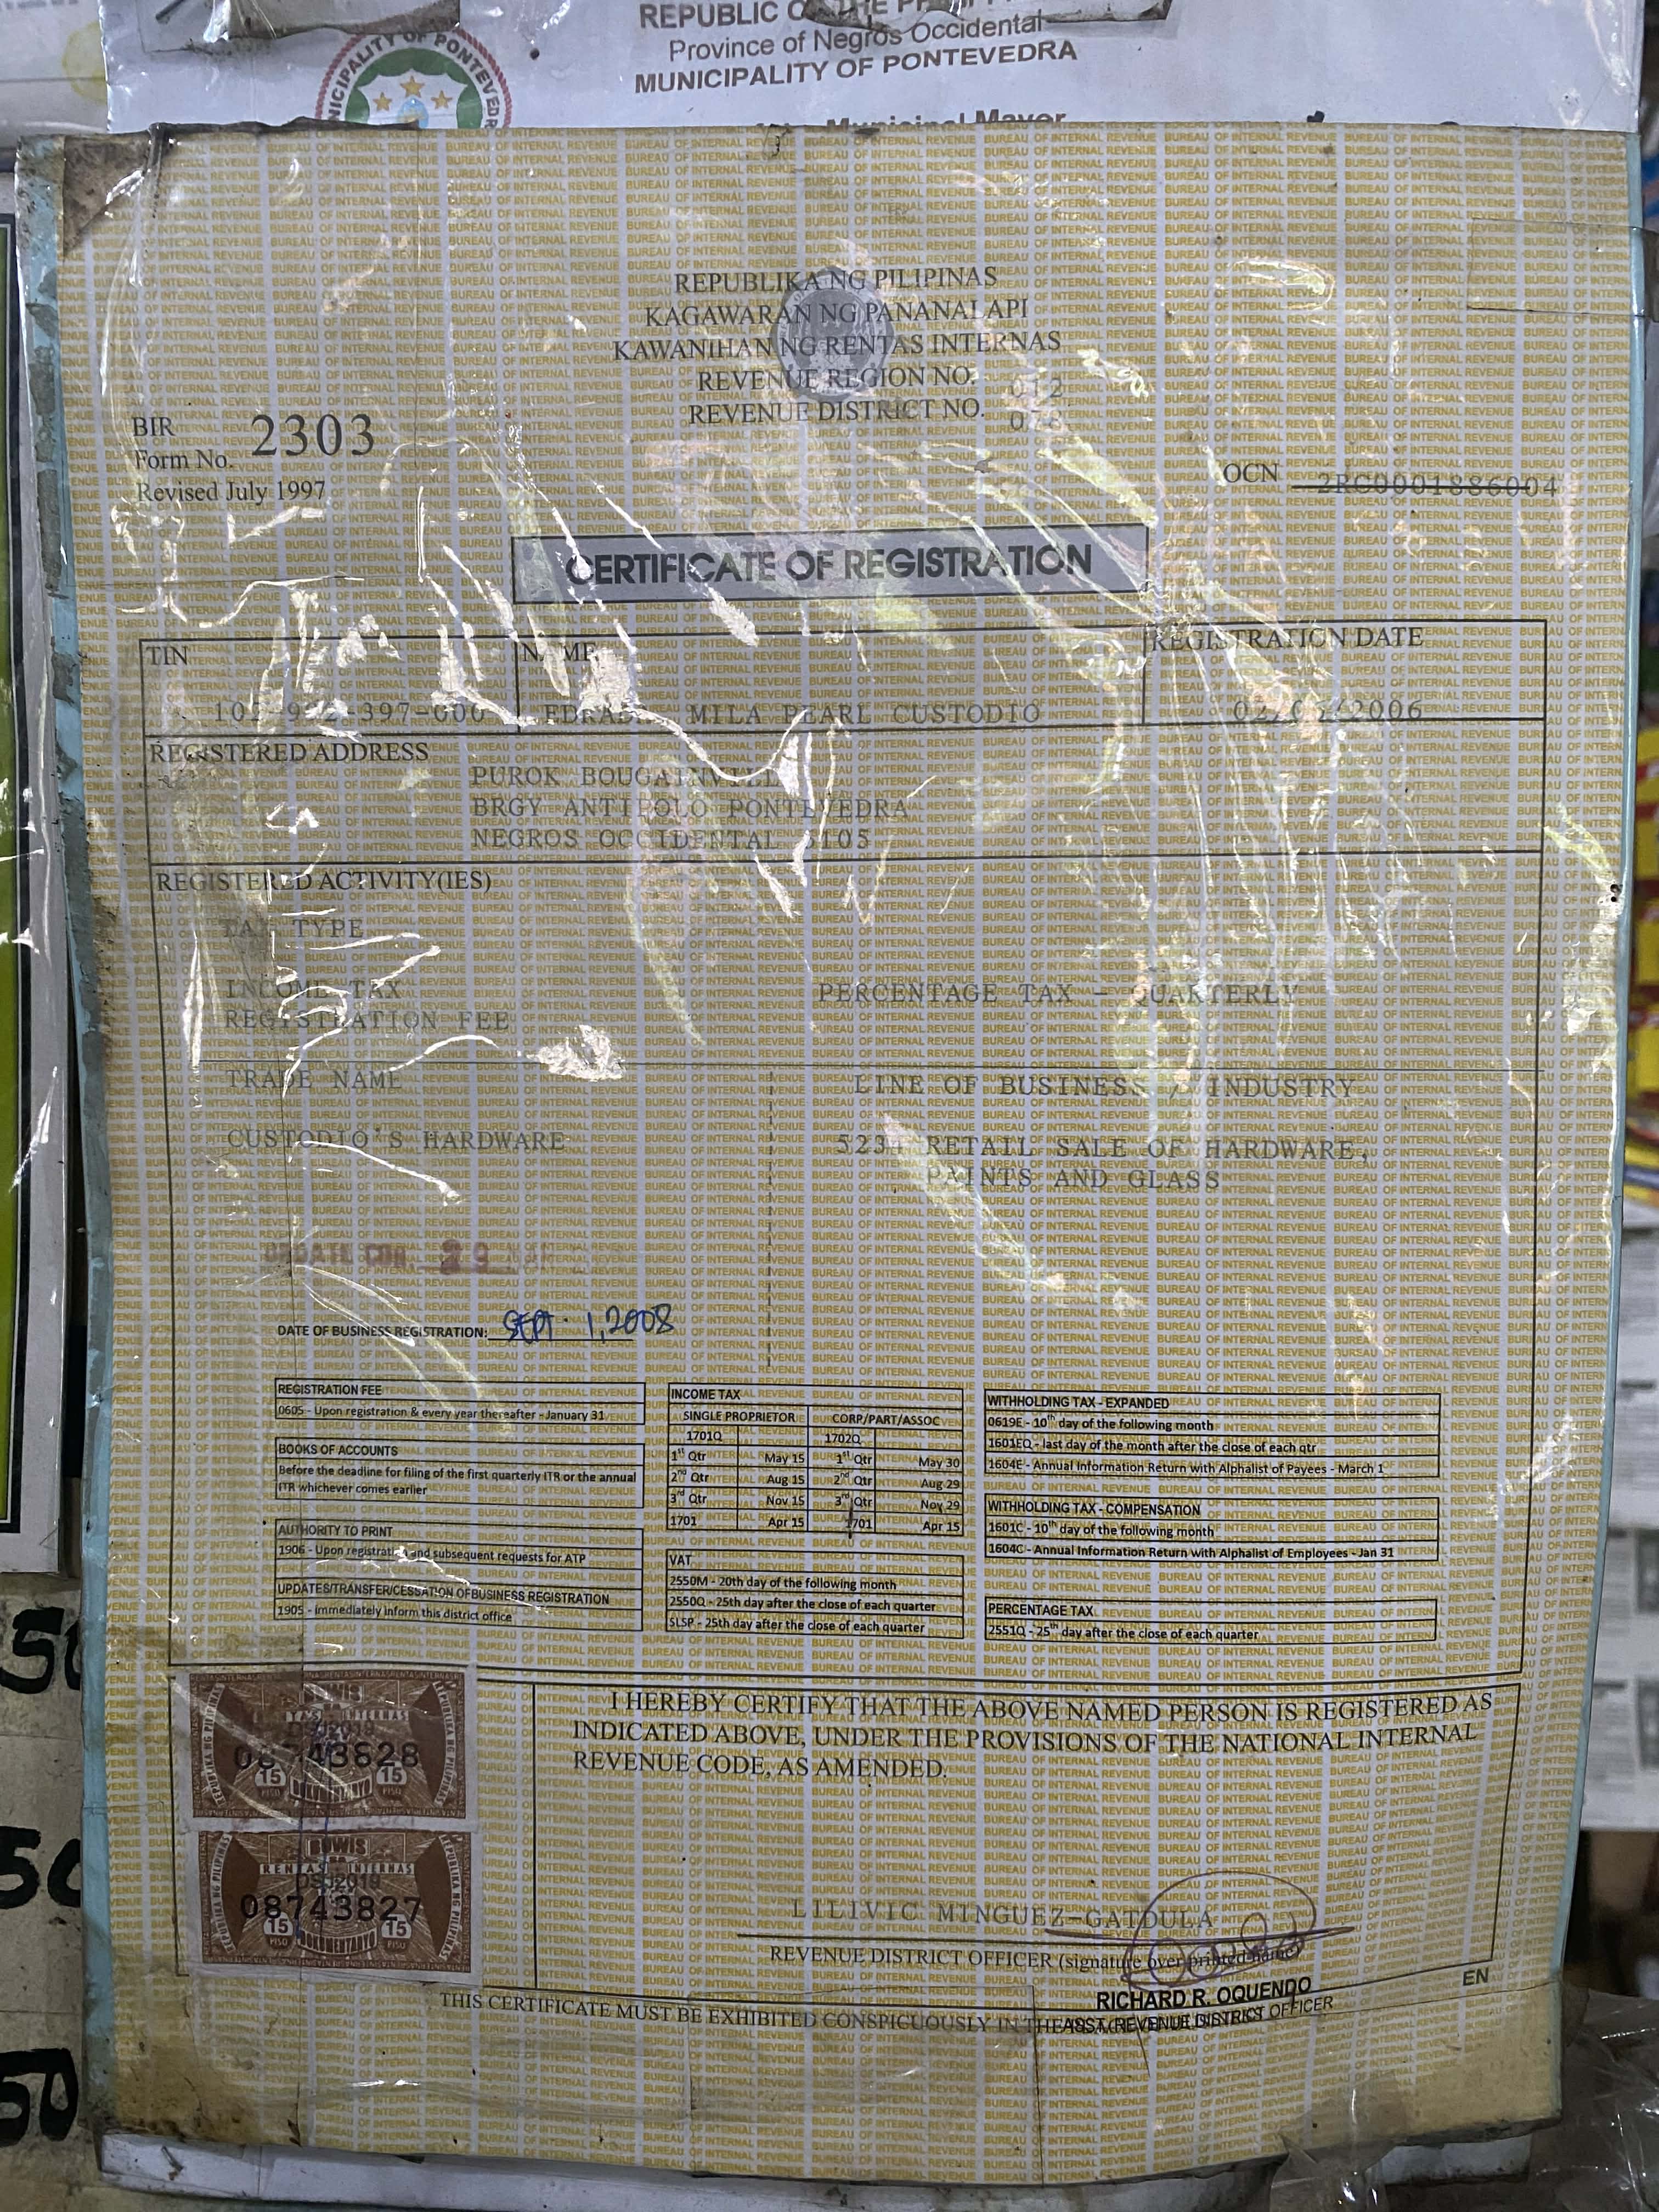 REPUBLIC
Province of Negros Occidental
MUNICIPALITY OF PONTEVEDRA
REPUBLIKA NG PILIPINAS
KAGAWARAN NG PANANALAPI
KAWANIHAN NG RENTAS INTERNAS
REVENUE REGION NO. 012
REVENUE DISTRICT NO.
BIR
Form No. 2303
Revised July 1997
OCN 2RC0001886004
CERTIFICATE OF REGISTRATION
TIN NAME REGISTRATION DATE
MILA PEARL CUSTODIO
REGISTERED ADDRESS
PUROK
BRGY ANTIPOLO PONTEVEDRA
NEGROS OCCIDENTAL
REGISTERED ACTIVITY(IES)
TAX TYPE
INCOME TAX PERCENTAGE TAX - QUARTERLY
REGISTRATION FEE
TRADE NAME LINE OF BUSINESS / INDUSTRY
CUSTODIO'S HARDWARE RETAIL SALE OF HARDWARE,
PAINTS AND GLASS
DATE OF BUSINESS REGISTRATION: SEPT. 1, 2008
REGISTRATION FEE
0605 - Upon registration & every year thereafter - January 31
BOOKS OF ACCOUNTS
Before the deadline for filing of the first quarterly ITR or the annual
ITR whichever comes earlier
AUTHORITY TO PRINT
1906 - Upon registration and subsequent requests for ATP
UPDATES/TRANSFER/CESSATION OF BUSINESS REGISTRATION
1905 - immediately inform this district office
INCOME TAX
SINGLE PROPRIETOR CORP/PART/ASSOC
1701Q 1702Q
1st Qtr May 15 1st Qtr May 30
2nd Qtr Aug 15 2nd Qtr Aug 29
3rd Qtr Nov 15 3rd Qtr Nov 29
1701 Apr 15 Apr 15
VAT
2550M - 20th day of the following month
2550Q - 25th day after the close of each quarter
SLSP - 25th day after the close of each quarter
WITHHOLDING TAX - EXPANDED
0619E - 10th day of the following month
1601EQ - last day of the month after the close of each qtr
1604E - Annual Information Return with Alphalist of Payees - March 1
WITHHOLDING TAX - COMPENSATION
1601C - 10th day of the following month
1604C - Annual Information Return with Alphalist of Employees - Jan 31
PERCENTAGE TAX
2551Q - 25th day after the close of each quarter
I HEREBY CERTIFY THAT THE ABOVE NAMED PERSON IS REGISTERED AS
INDICATED ABOVE, UNDER THE PROVISIONS OF THE NATIONAL INTERNAL
REVENUE CODE, AS AMENDED.
08743827
LILIVIC MINGUEZ-GATDULA
REVENUE DISTRICT OFFICER (signature over printed name)
RICHARD R. OQUENDO
ASST. REVENUE DISTRICT OFFICER
EN
THIS CERTIFICATE MUST BE EXHIBITED CONSPICUOUSLY IN THE